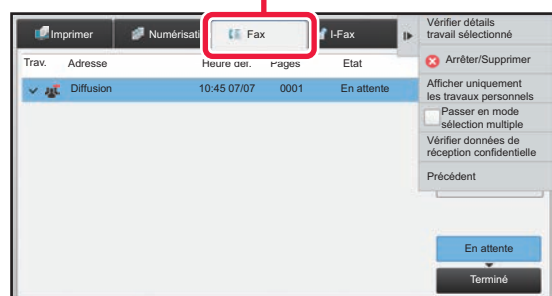 Imprimer
Numérisati
Fax
I-Fax
Trav.
Adresse
Heure déf.
Pages
Etat
Diffusion
10:45 07/07
0001
En attente
Vérifier détails
travail sélectionné
Arrêter/Supprimer
Afficher uniquement
les travaux personnels
Passer en mode
sélection multiple
Vérifier données de
réception confidentielle
Précédent
En attente
Terminé